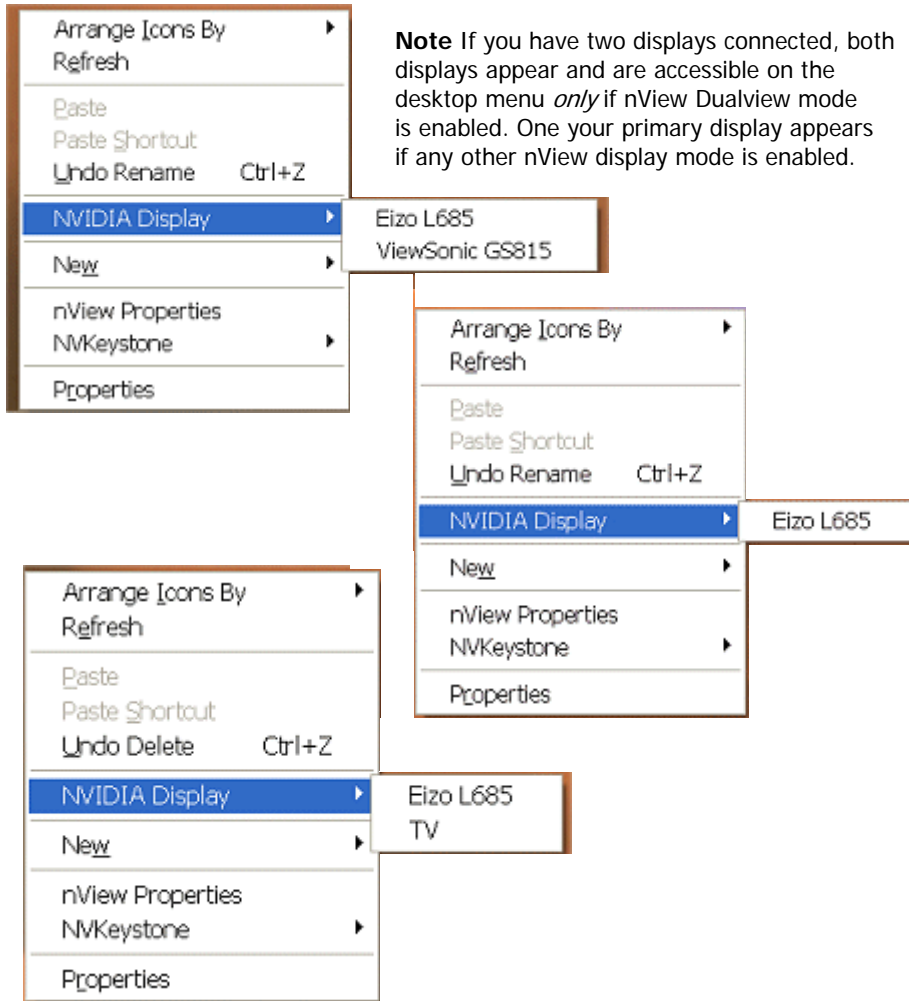 Arrange Icons By
Refresh
Paste
Paste Shortcut
Undo Rename Ctrl+Z
NVIDIA Display
New
nView Properties
NVKeystone
Properties
Eizo L685
ViewSonic GS815
Note If you have two displays connected, both
displays appear and are accessible on the
desktop menu only if nView Dualview mode
is enabled. One your primary display appears
if any other nView display mode is enabled.
Arrange Icons By
Refresh
Paste
Paste Shortcut
Undo Rename Ctrl+Z
NVIDIA Display
New
nView Properties
NVKeystone
Properties
Eizo L685
Arrange Icons By
Refresh
Paste
Paste Shortcut
Undo Delete Ctrl+Z
NVIDIA Display
New
nView Properties
NVKeystone
Properties
Eizo L685
TV